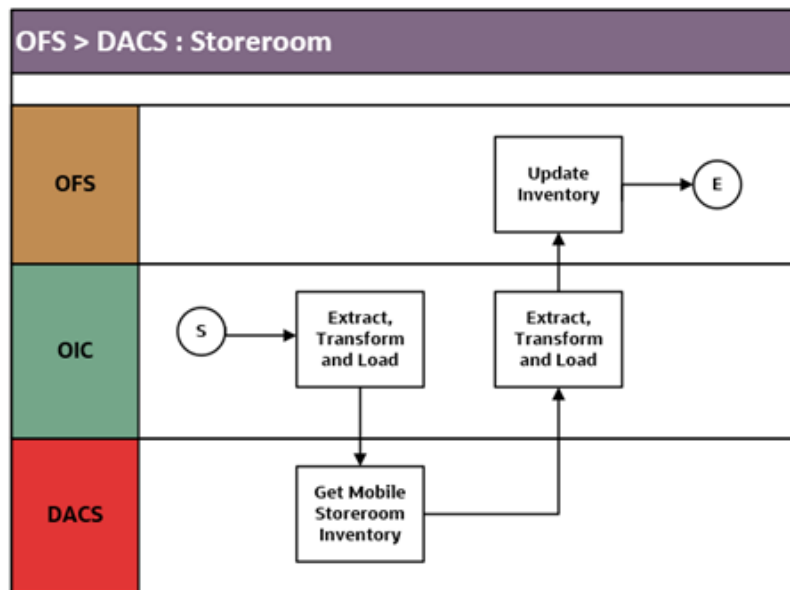 OFS > DACS : Storeroom
OFS
Update
Inventory
E
OIC
S
Extract,
Transform
and Load
Extract,
Transform
and Load
DACS
Get Mobile
Storeroom
Inventory